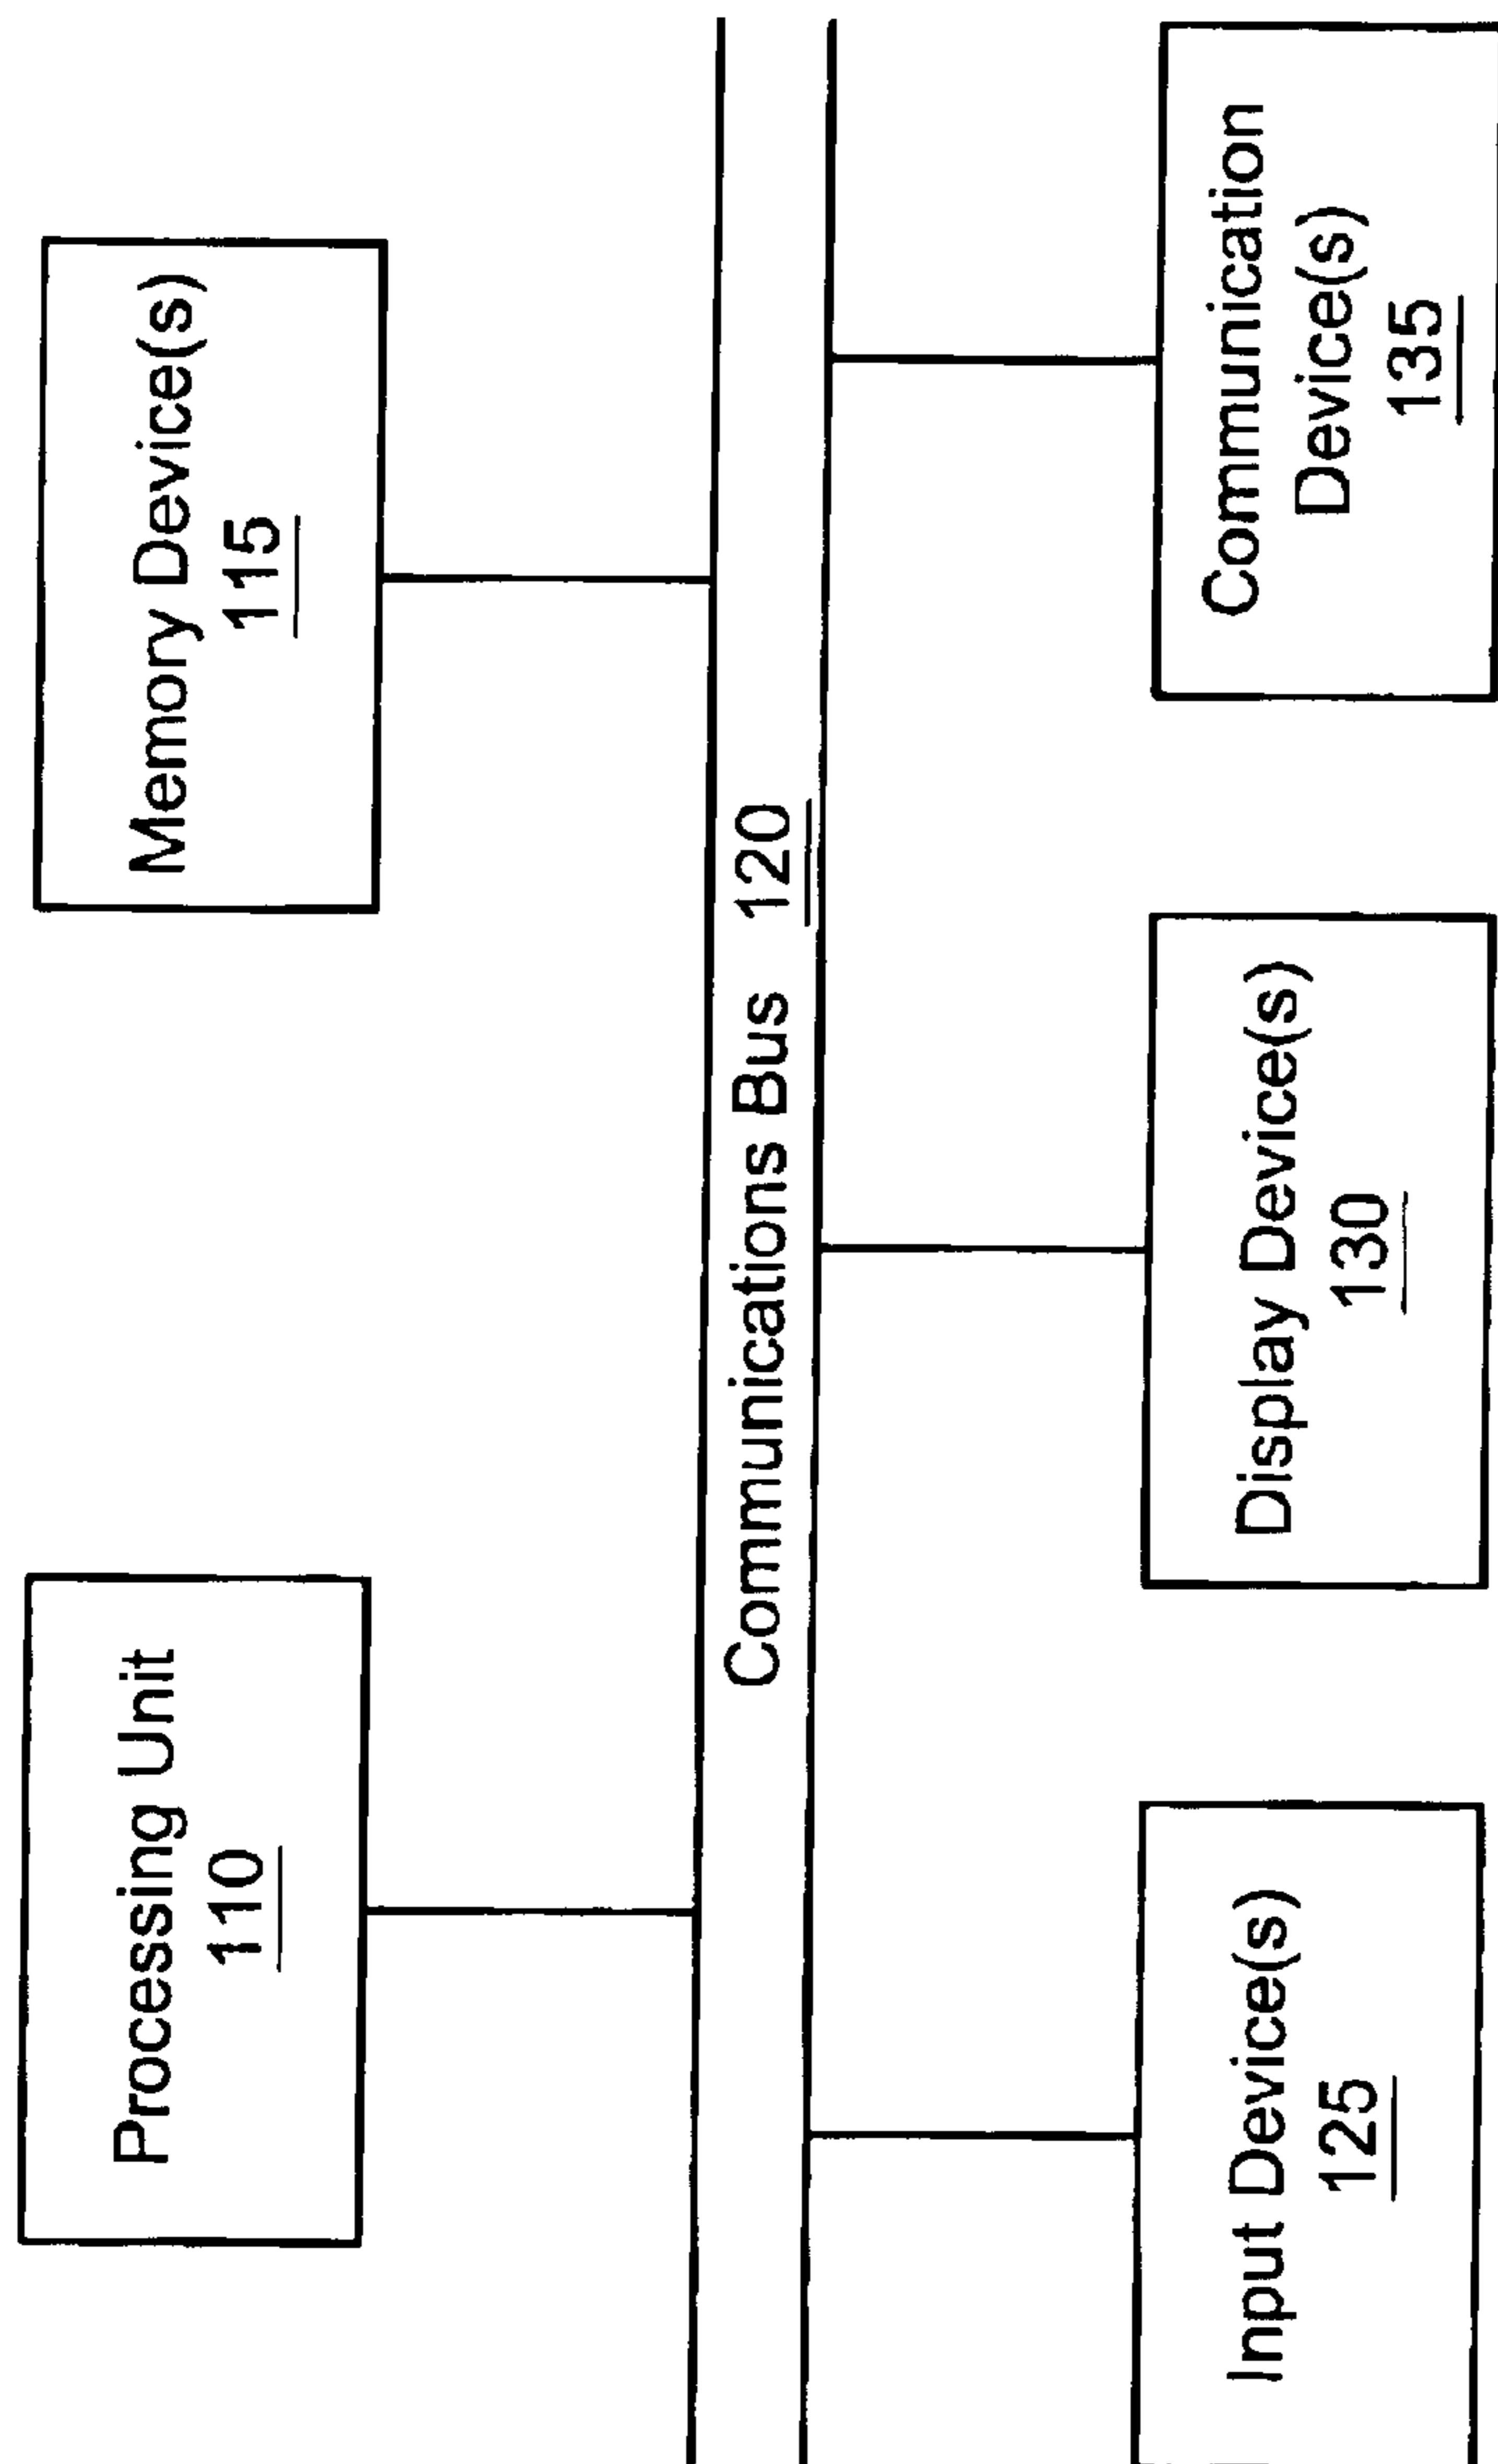 Processing Unit
110
Memory Device(s)
115
Communications Bus 120
Input Device(s)
125
Display Device(s)
130
Communication
Device(s)
135